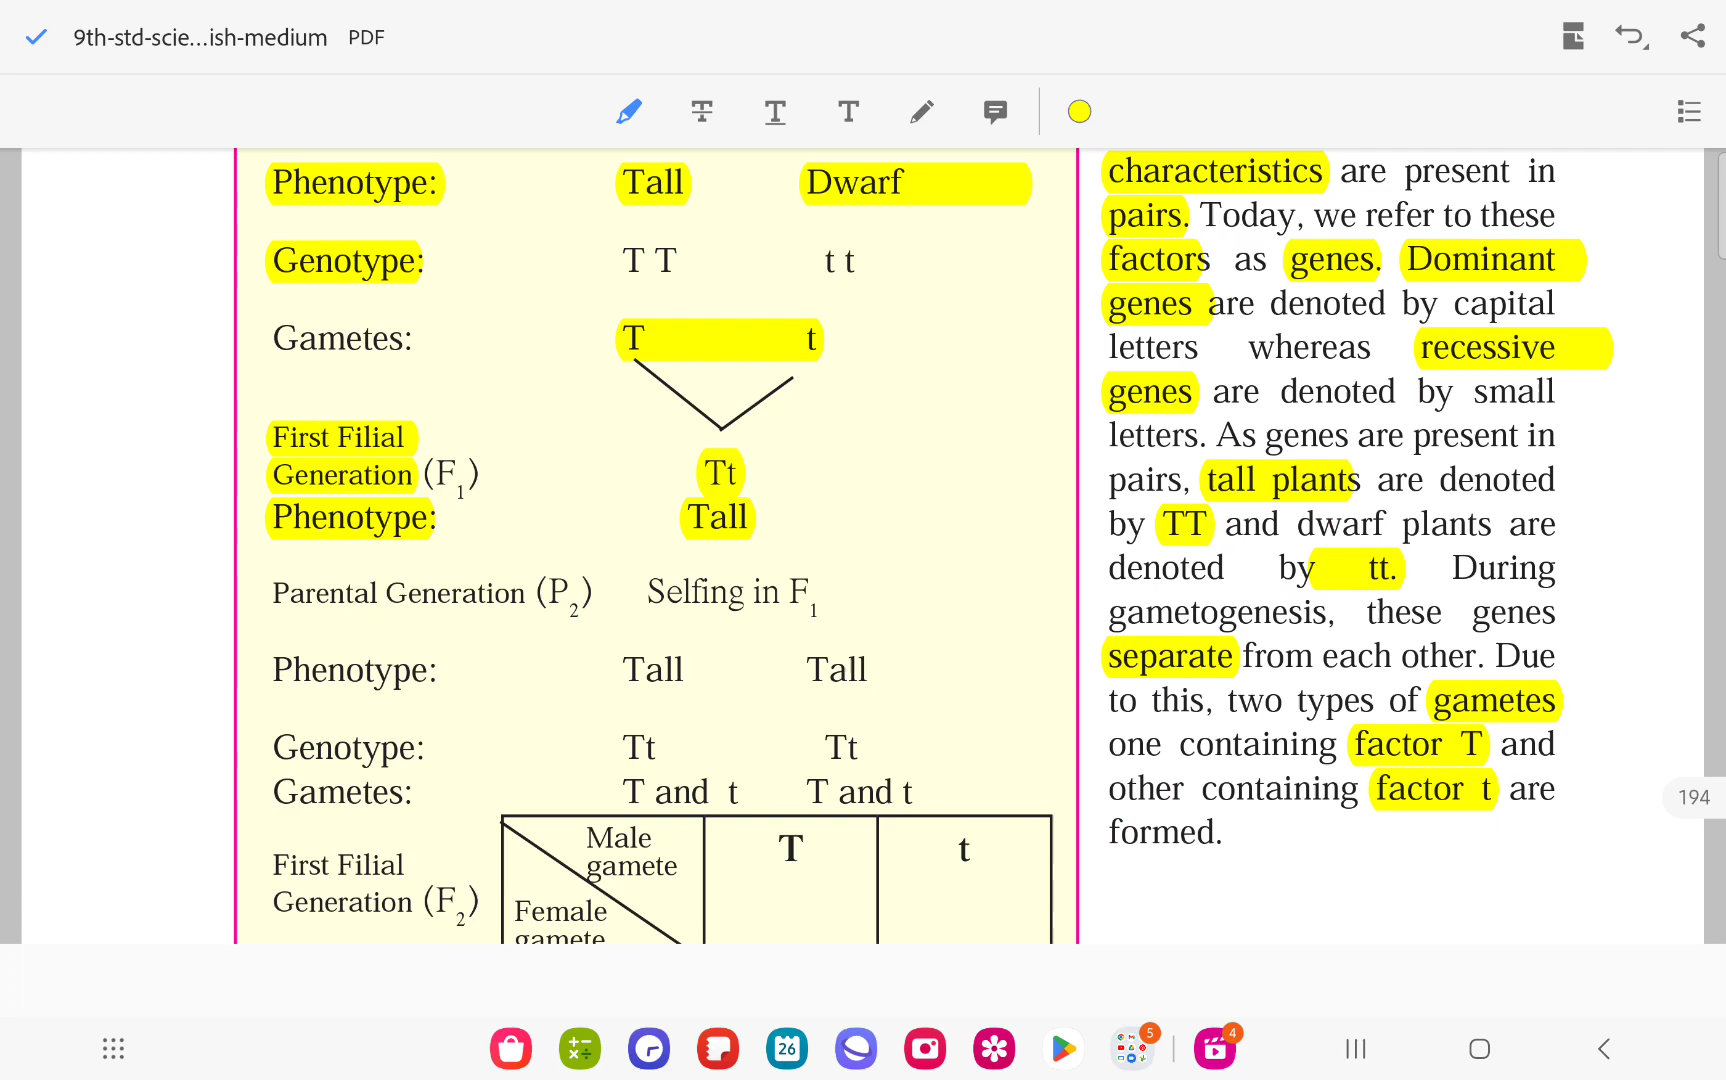 9th-std-scie...ish-medium PDF
Phenotype: Tall Dwarf
Genotype: T T t t
Gametes: T t
First Filial
Generation (F1) Tt
Phenotype: Tall
Parental Generation (P2) Selfing in F1
Phenotype: Tall Tall
Genotype: Tt Tt
Gametes: T and t T and t
Male
gamete
T t
First Filial
Generation (F2)
Female
gamete
characteristics are present in
pairs. Today, we refer to these
factors as genes. Dominant
genes are denoted by capital
letters whereas recessive
genes are denoted by small
letters. As genes are present in
pairs, tall plants are denoted
by TT and dwarf plants are
denoted by tt. During
gametogenesis, these genes
separate from each other. Due
to this, two types of gametes
one containing factor T and
other containing factor t are
formed.
194
26
5
4